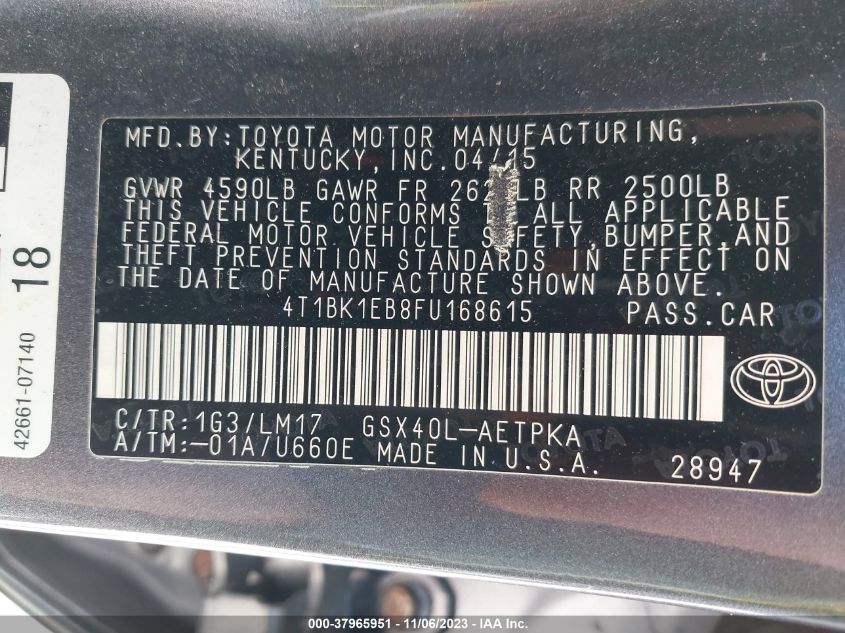 MFD.BY:TOYOTA MOTOR MANUFACTURING,
KENTUCKY,INC.04/15
GVWR 4590LB GAWR FR LB RR 2500LB
THIS VEHICLE CONFORMS ALL APPLICABLE
FEDERAL MOTOR VEHICLE SAFETY,BUMPER,AND
THEFT PREVENTION STANDARDS IN EFFECT ON
THE DATE OF MANUFACTURE SHOWN ABOVE.
4T1BK1EB8FU168615 PASS.CAR
C/TR:1G3/LM17 GSX40L-AETPKA
A/TM:-01A/U660E MADE IN U.S.A. 28947
18
42661-07140
000-37965951 - 11/06/2023 - IAA Inc.